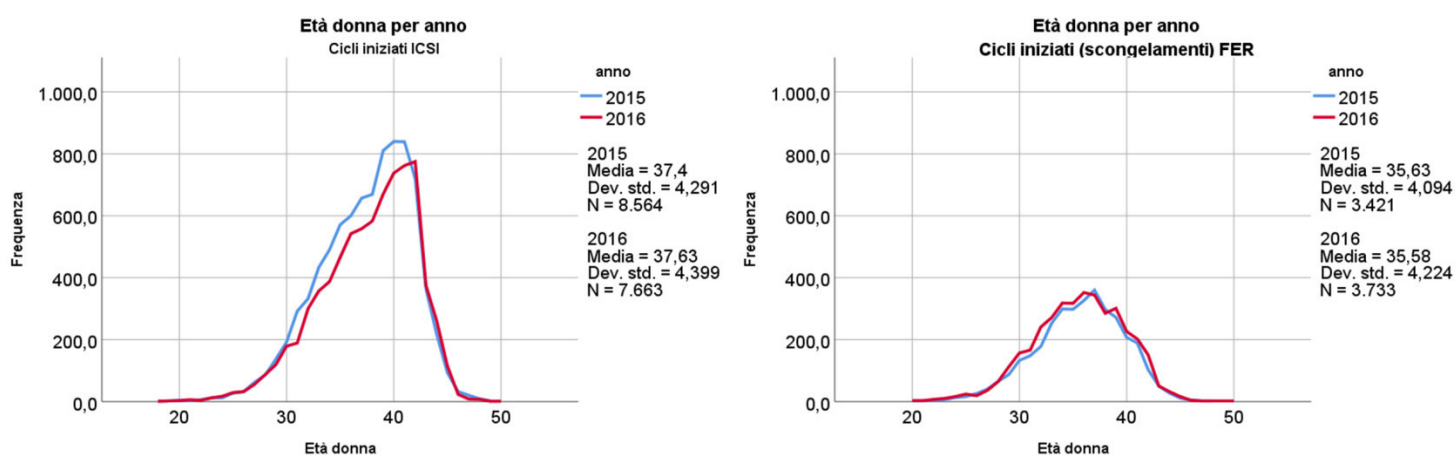 Età donna per anno
Cicli iniziati ICSI
Frequenza
1.000,0
800,0
600,0
400,0
200,0
0,0
20
30
40
50
Età donna
anno
2015
2016
2015
Media = 37,4
Dev. std. = 4,291
N = 8.564
2016
Media = 37,63
Dev. std. = 4,399
N = 7.663
Età donna per anno
Cicli iniziati (scongelamenti) FER
Frequenza
1.000,0
800,0
600,0
400,0
200,0
0,0
20
30
40
50
Età donna
anno
2015
2016
2015
Media = 35,63
Dev. std. = 4,094
N = 3.421
2016
Media = 35,58
Dev. std. = 4,224
N = 3.733